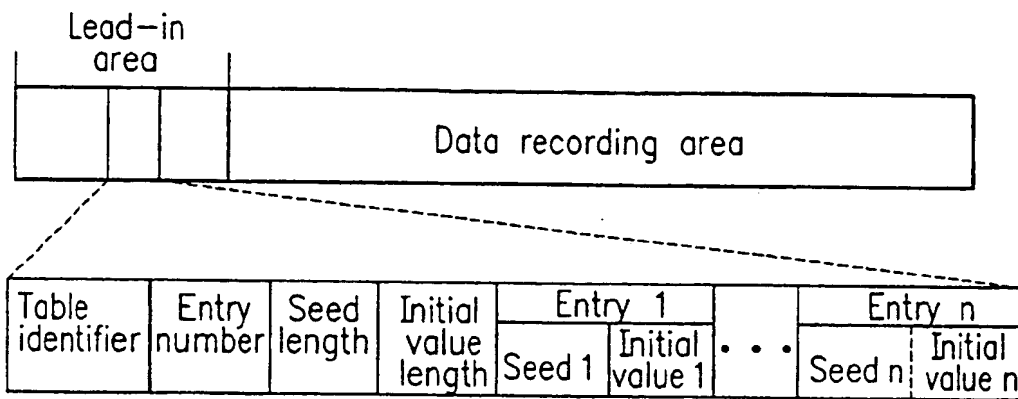 Lead-in
area
Data recording area
Table
identifier
Entry
number
Seed
length
Initial
value
length
Entry 1
Seed 1
Initial
value 1
• • •
Entry n
Seed n
Initial
value n